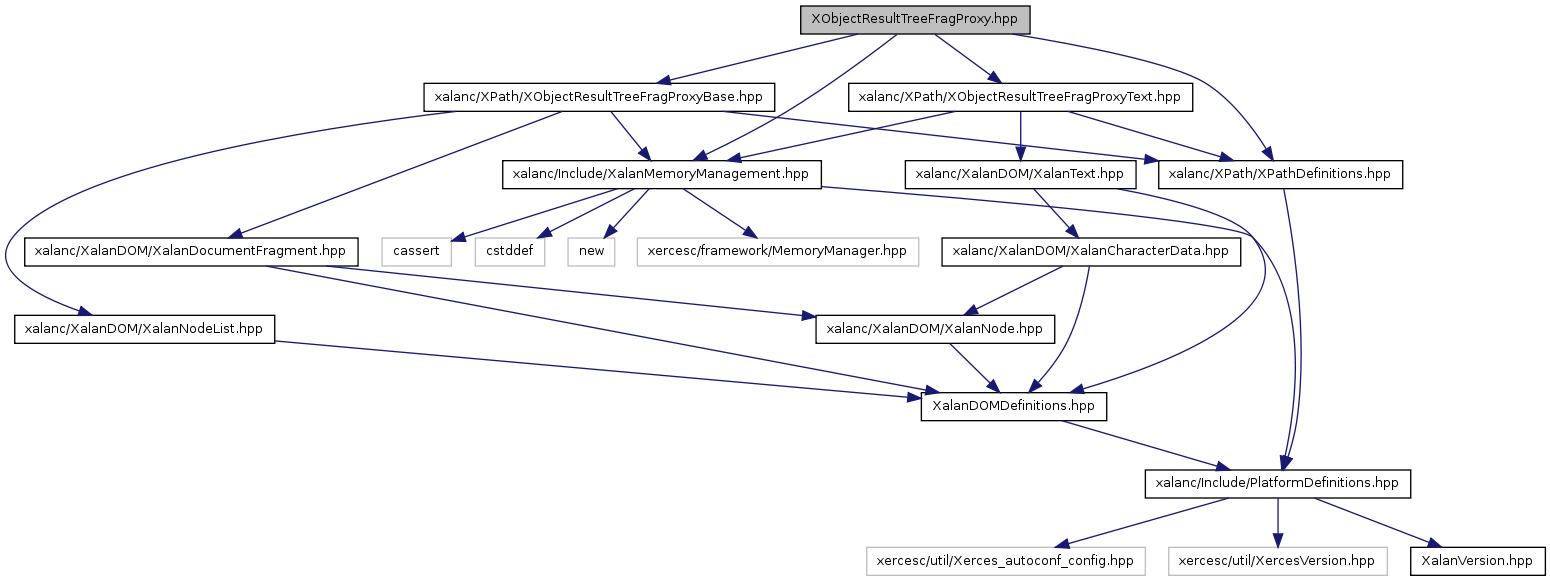 XObjectResultTreeFragProxy.hpp
xalanc/XPath/XObjectResultTreeFragProxyBase.hpp
xalanc/XPath/XObjectResultTreeFragProxyText.hpp
xalanc/Include/XalanMemoryManagement.hpp
xalanc/XalanDOM/XalanText.hpp
xalanc/XPath/XPathDefinitions.hpp
xalanc/XalanDOM/XalanDocumentFragment.hpp
cassert
cstddef
new
xercesc/framework/MemoryManager.hpp
xalanc/XalanDOM/XalanCharacterData.hpp
xalanc/XalanDOM/XalanNodeList.hpp
xalanc/XalanDOM/XalanNode.hpp
XalanDOMDefinitions.hpp
xalanc/Include/PlatformDefinitions.hpp
xercesc/util/Xerces_autoconf_config.hpp
xercesc/util/XercesVersion.hpp
XalanVersion.hpp